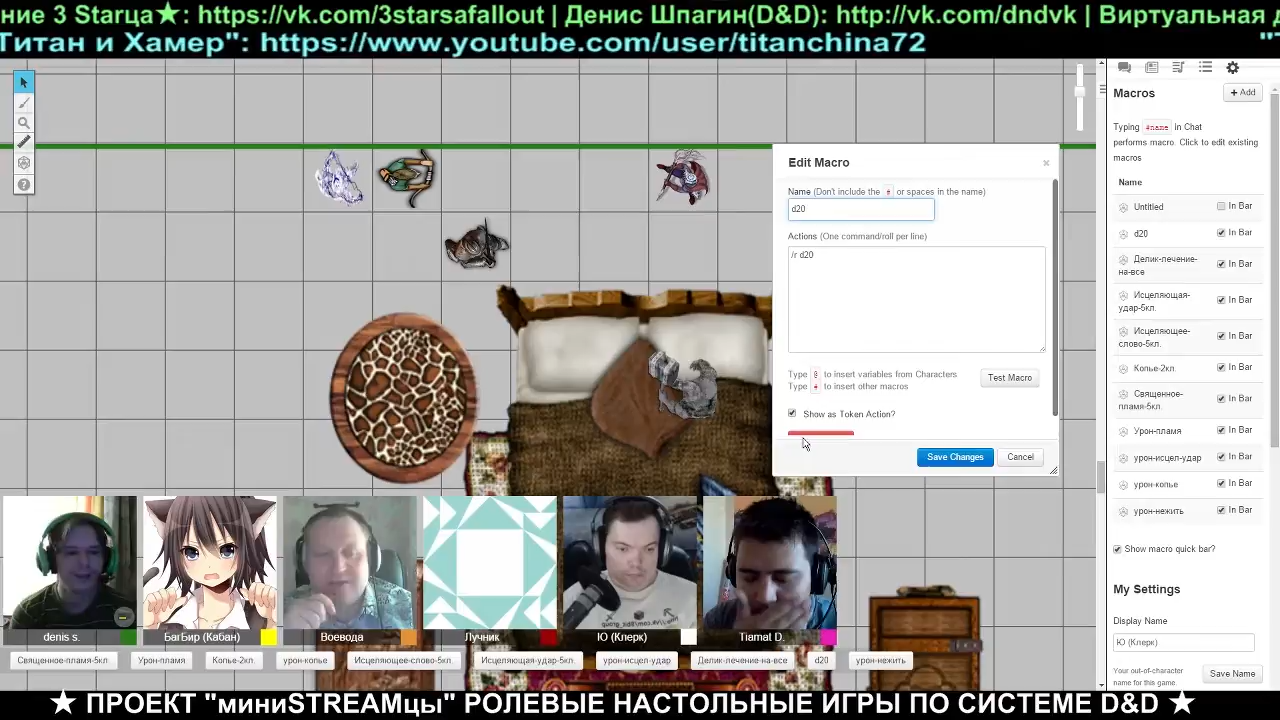 ние 3 Starца★: https://vk.com/3starsafallout | Денис Шпагин(D&D): http://vk.com/dndvk | Виртуальная д
Титан и Хамер": https://www.youtube.com/user/titanchina72 "Т
Macros
+ Add
Typing #name in Chat
performs macro. Click to edit existing
macros
Name
Untitled In Bar
d20 In Bar
Делик-лечение-
на-все In Bar
Исцеляющая-
удар-5кл. In Bar
Исцеляющее-
слово-5кл. In Bar
Копье-2кл. In Bar
Священное-
пламя-5кл. In Bar
Урон-пламя In Bar
урон-исцел-удар In Bar
урон-копье In Bar
урон-нежить In Bar
Show macro quick bar?
My Settings
Display Name
Ю (Клерк)
Your out-of-character
name for this game.
Save Name
Edit Macro
×
Name (Don't include the # or spaces in the name)
d20
Actions (One command/roll per line)
/r d20
Type @ to insert variables from Characters
Type # to insert other macros
Test Macro
Show as Token Action?
Save Changes
Cancel
denis s.
БагБир (Кабан)
Воевода
Лучник
Ю (Клерк)
Tiamat D.
Священное-пламя-5кл.
Урон-пламя
Копье-2кл.
урон-копье
Исцеляющее-слово-5кл.
Исцеляющая-удар-5кл.
урон-исцел-удар
Делик-лечение-на-все
d20
урон-нежить
★ ПРОЕКТ "миниSTREAMцы" РОЛЕВЫЕ НАСТОЛЬНЫЕ ИГРЫ ПО СИСТЕМЕ D&D ★